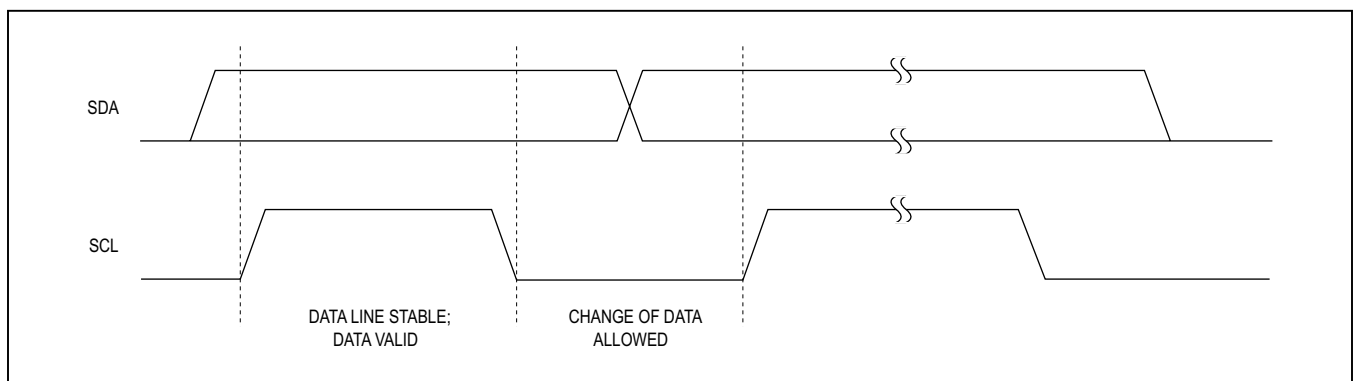 SDA
SCL
DATA LINE STABLE;
DATA VALID
CHANGE OF DATA
ALLOWED